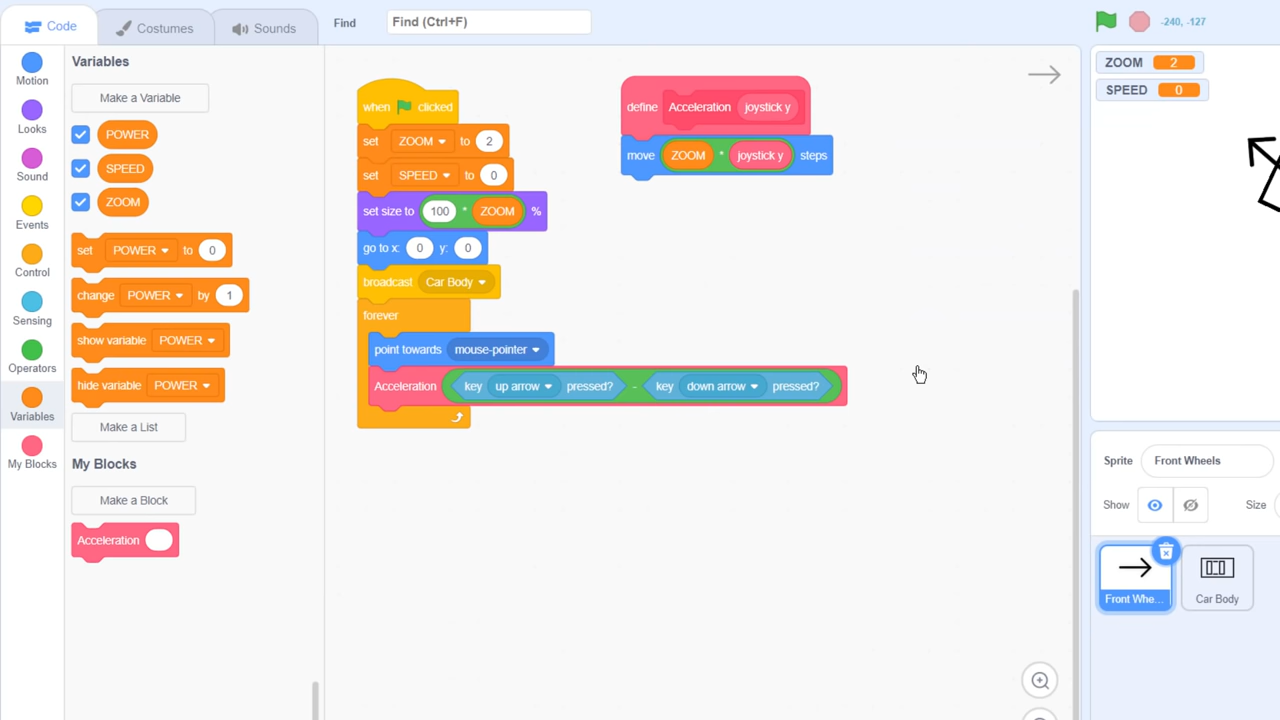 Code
Costumes
Sounds
Find
Find (Ctrl+F)
-240, -127
Motion
Looks
Sound
Events
Control
Sensing
Operators
Variables
My Blocks
Variables
Make a Variable
POWER
SPEED
ZOOM
set POWER to 0
change POWER by 1
show variable POWER
hide variable POWER
Make a List
My Blocks
Make a Block
Acceleration
when clicked
set ZOOM to 2
set SPEED to 0
set size to 100 * ZOOM %
go to x: 0 y: 0
broadcast Car Body
forever
point towards mouse-pointer
Acceleration key up arrow pressed? - key down arrow pressed?
define Acceleration joystick y
move ZOOM * joystick y steps
ZOOM 2
SPEED 0
Sprite Front Wheels
Show Size
Front Whe...
Car Body